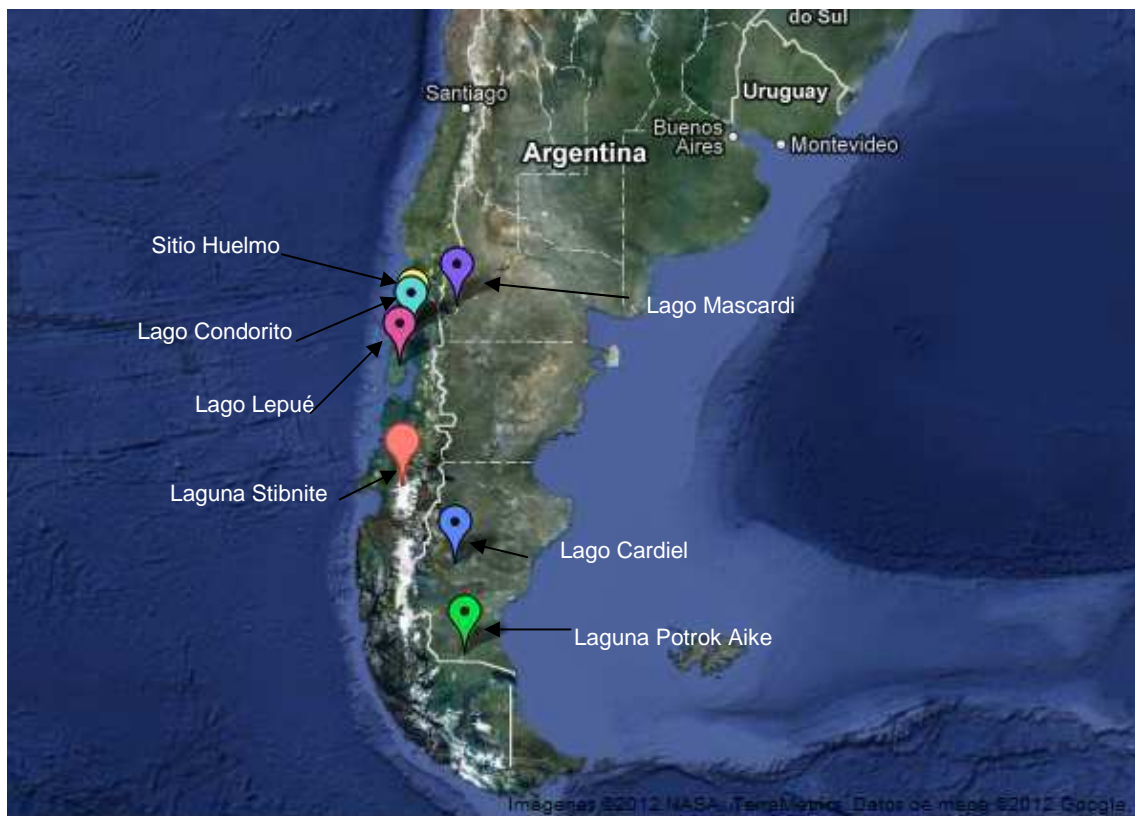 do Sul
Santiago
Uruguay
Buenos
Aires
Montevideo
Argentina
Sitio Huelmo
Lago Mascardi
Lago Condorito
Lago Lepué
Laguna Stibnite
Lago Cardiel
Laguna Potrok Aike
Imágenes ©2012 NASA, TerraMetrics, Datos de mapa ©2012 Google,